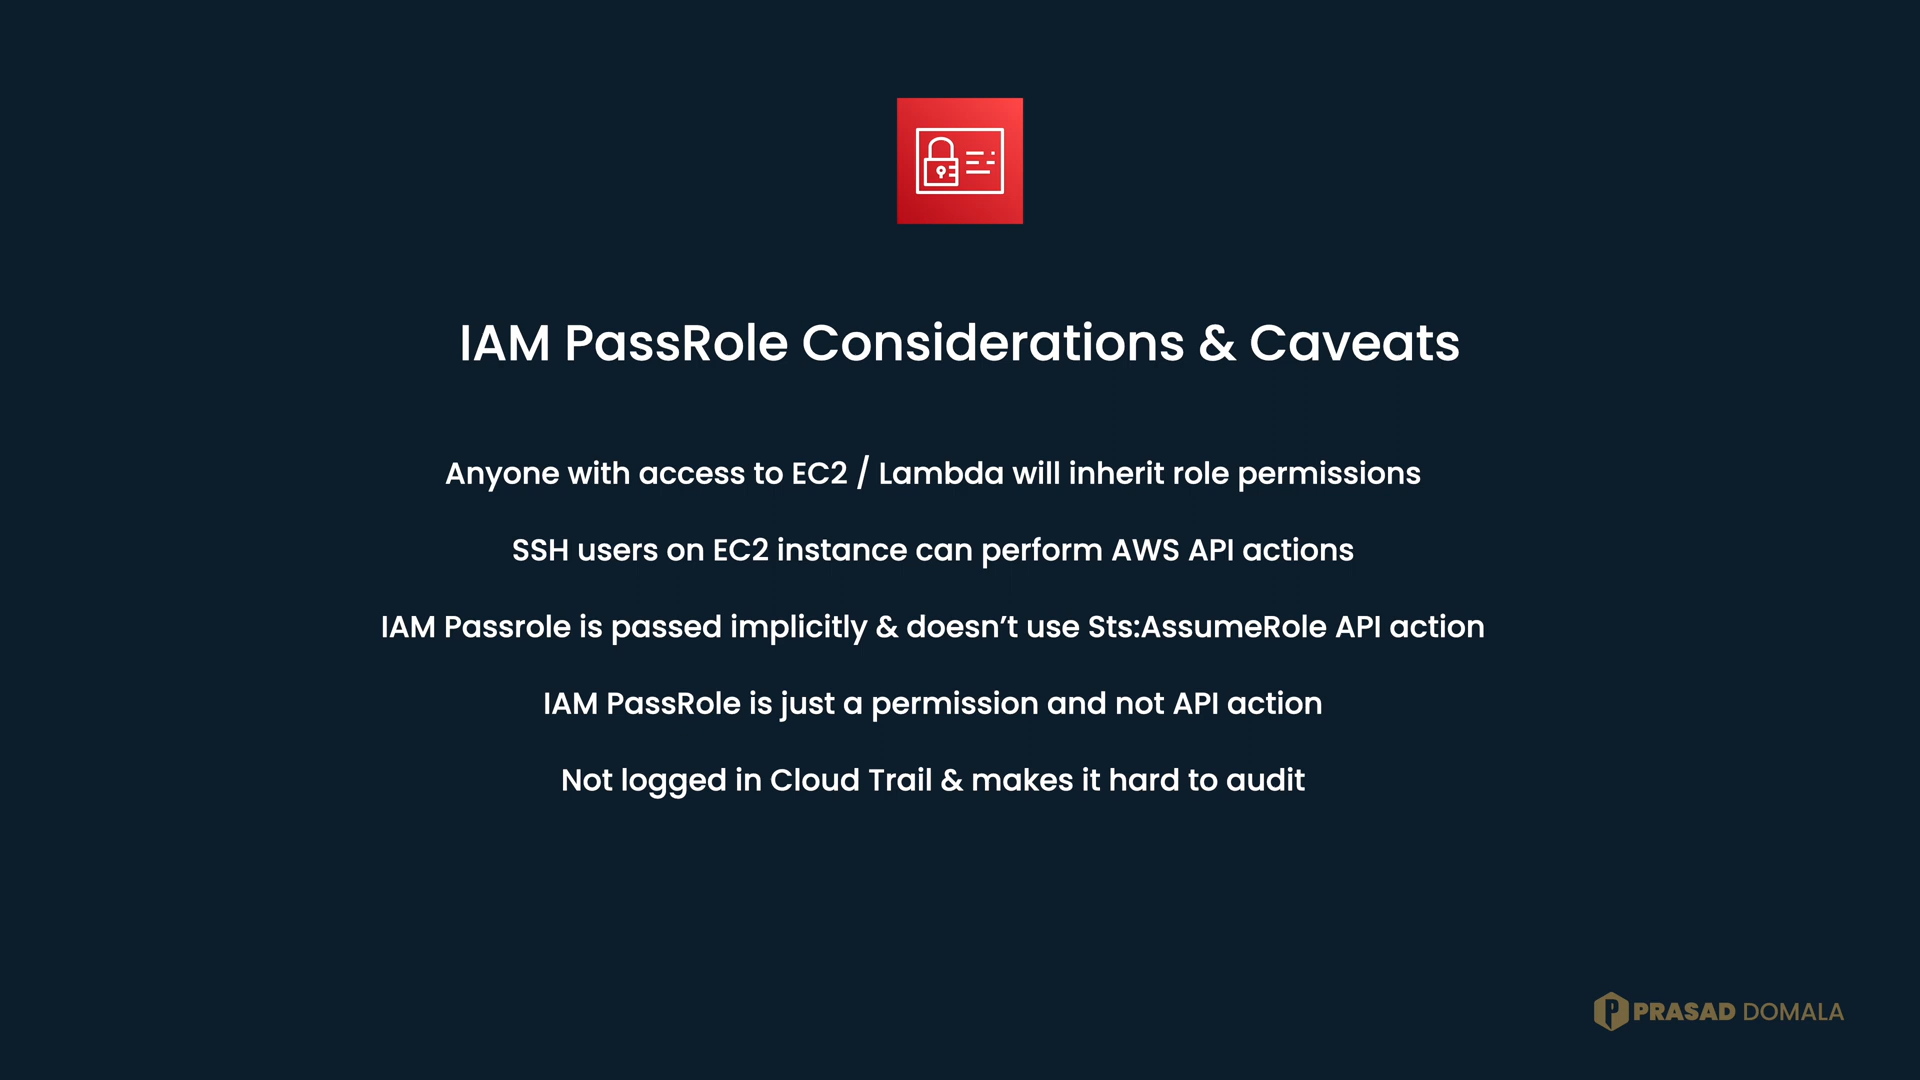 IAM PassRole Considerations & Caveats
Anyone with access to EC2 / Lambda will inherit role permissions
SSH users on EC2 instance can perform AWS API actions
IAM Passrole is passed implicitly & doesn’t use Sts:AssumeRole API action
IAM PassRole is just a permission and not API action
Not logged in Cloud Trail & makes it hard to audit
PRASAD DOMALA